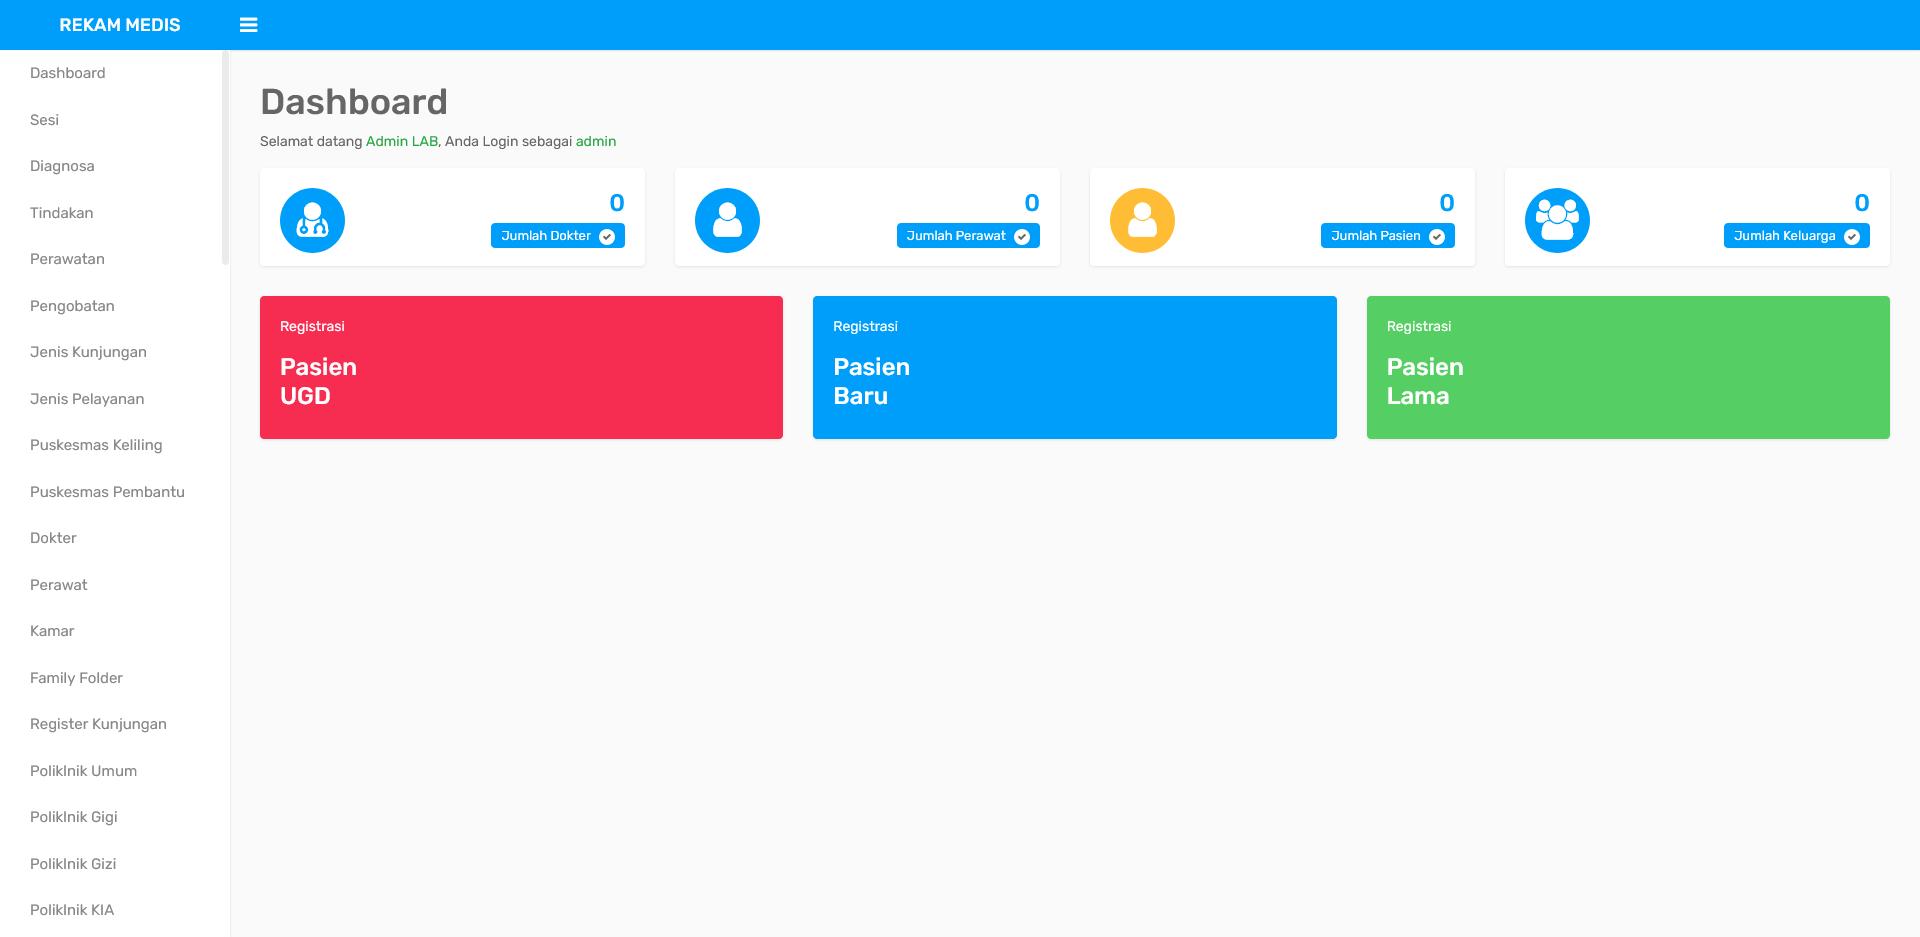 REKAM MEDIS
Dashboard
Sesi
Diagnosa
Tindakan
Perawatan
Pengobatan
Jenis Kunjungan
Jenis Pelayanan
Puskesmas Keliling
Puskesmas Pembantu
Dokter
Perawat
Kamar
Family Folder
Register Kunjungan
Poliklnik Umum
Poliklnik Gigi
Poliklnik Gizi
Poliklnik KIA
Dashboard
Selamat datang Admin LAB, Anda Login sebagai admin
0
Jumlah Dokter
0
Jumlah Perawat
0
Jumlah Pasien
0
Jumlah Keluarga
Registrasi
Pasien
UGD
Registrasi
Pasien
Baru
Registrasi
Pasien
Lama